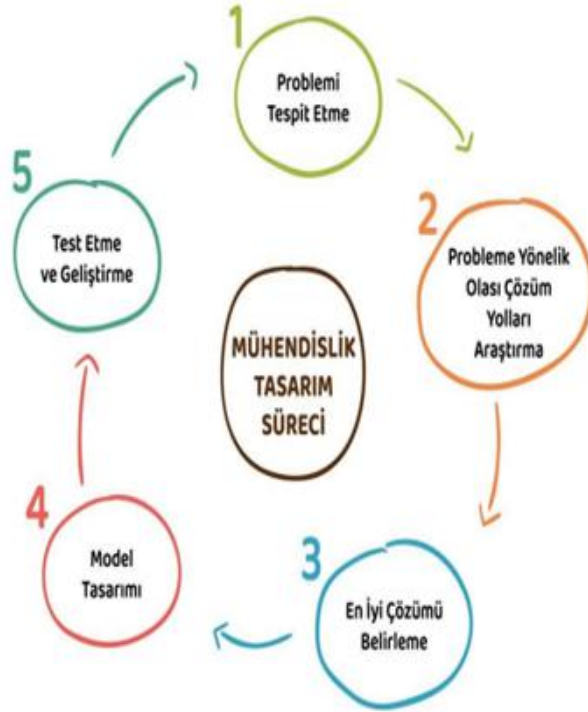 1
Problemi
Tespit Etme
2
Probleme Yönelik
Olası Çözüm
Yolları
Araştırma
3
En İyi Çözümü
Belirleme
4
Model
Tasarımı
5
Test Etme
ve Geliştirme
MÜHENDİSLİK
TASARIM
SÜRECİ